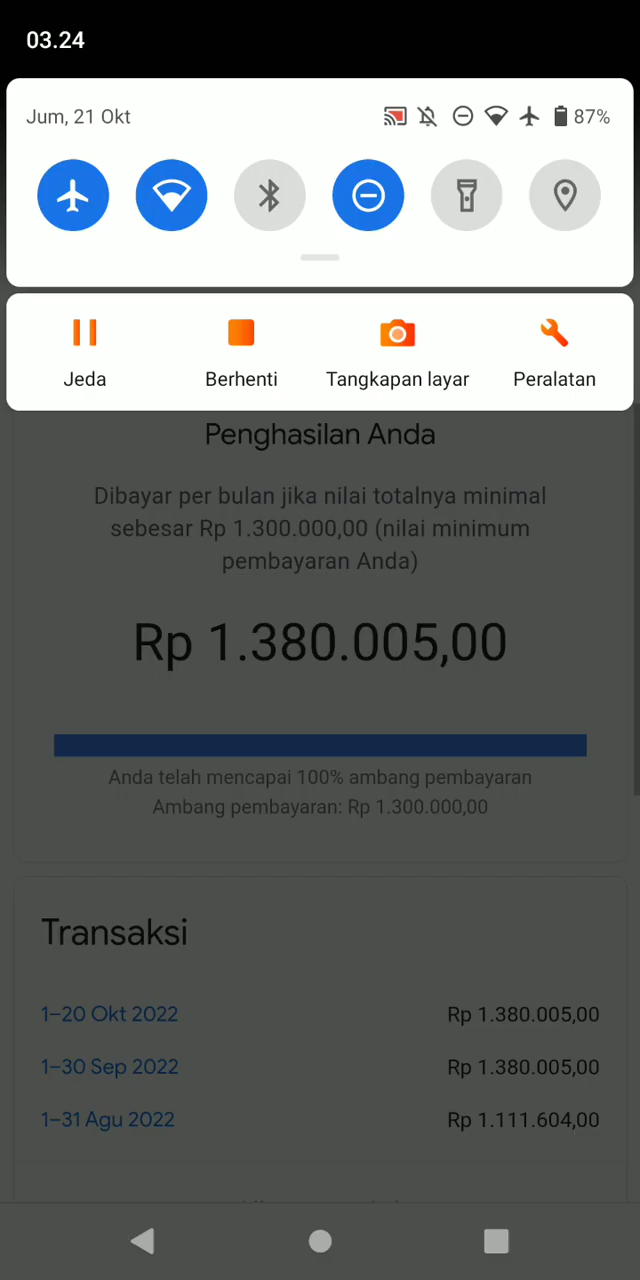 03.24
Jum, 21 Okt
87%
Jeda
Berhenti
Tangkapan layar
Peralatan
Penghasilan Anda
Dibayar per bulan jika nilai totalnya minimal
sebesar Rp 1.300.000,00 (nilai minimum
pembayaran Anda)
Rp 1.380.005,00
Anda telah mencapai 100% ambang pembayaran
Ambang pembayaran: Rp 1.300.000,00
Transaksi
1–20 Okt 2022 Rp 1.380.005,00
1–30 Sep 2022 Rp 1.380.005,00
1–31 Agu 2022 Rp 1.111.604,00